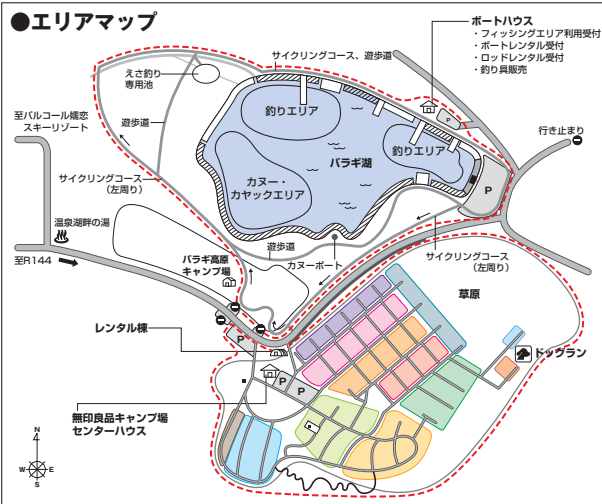 ●エリアマップ
ボートハウス
・フィッシングエリア利用受付
・ボートレンタル受付
・ロッドレンタル受付
・釣り具販売
サイクリングコース、遊歩道
えさ釣り
専用池
釣りエリア
P
行き止まり
至パルコール嬬恋
スキーリゾート
遊歩道
釣りエリア
バラギ湖
カヌー・
カヤックエリア
P
サイクリングコース
(左周り)
温泉湖畔の湯
至R144
バラギ高原
キャンプ場
遊歩道
カヌーポート
サイクリングコース
(左周り)
草原
レンタル棟
P
ドッグラン
P
P
無印良品キャンプ場
センターハウス
N
W
E
S